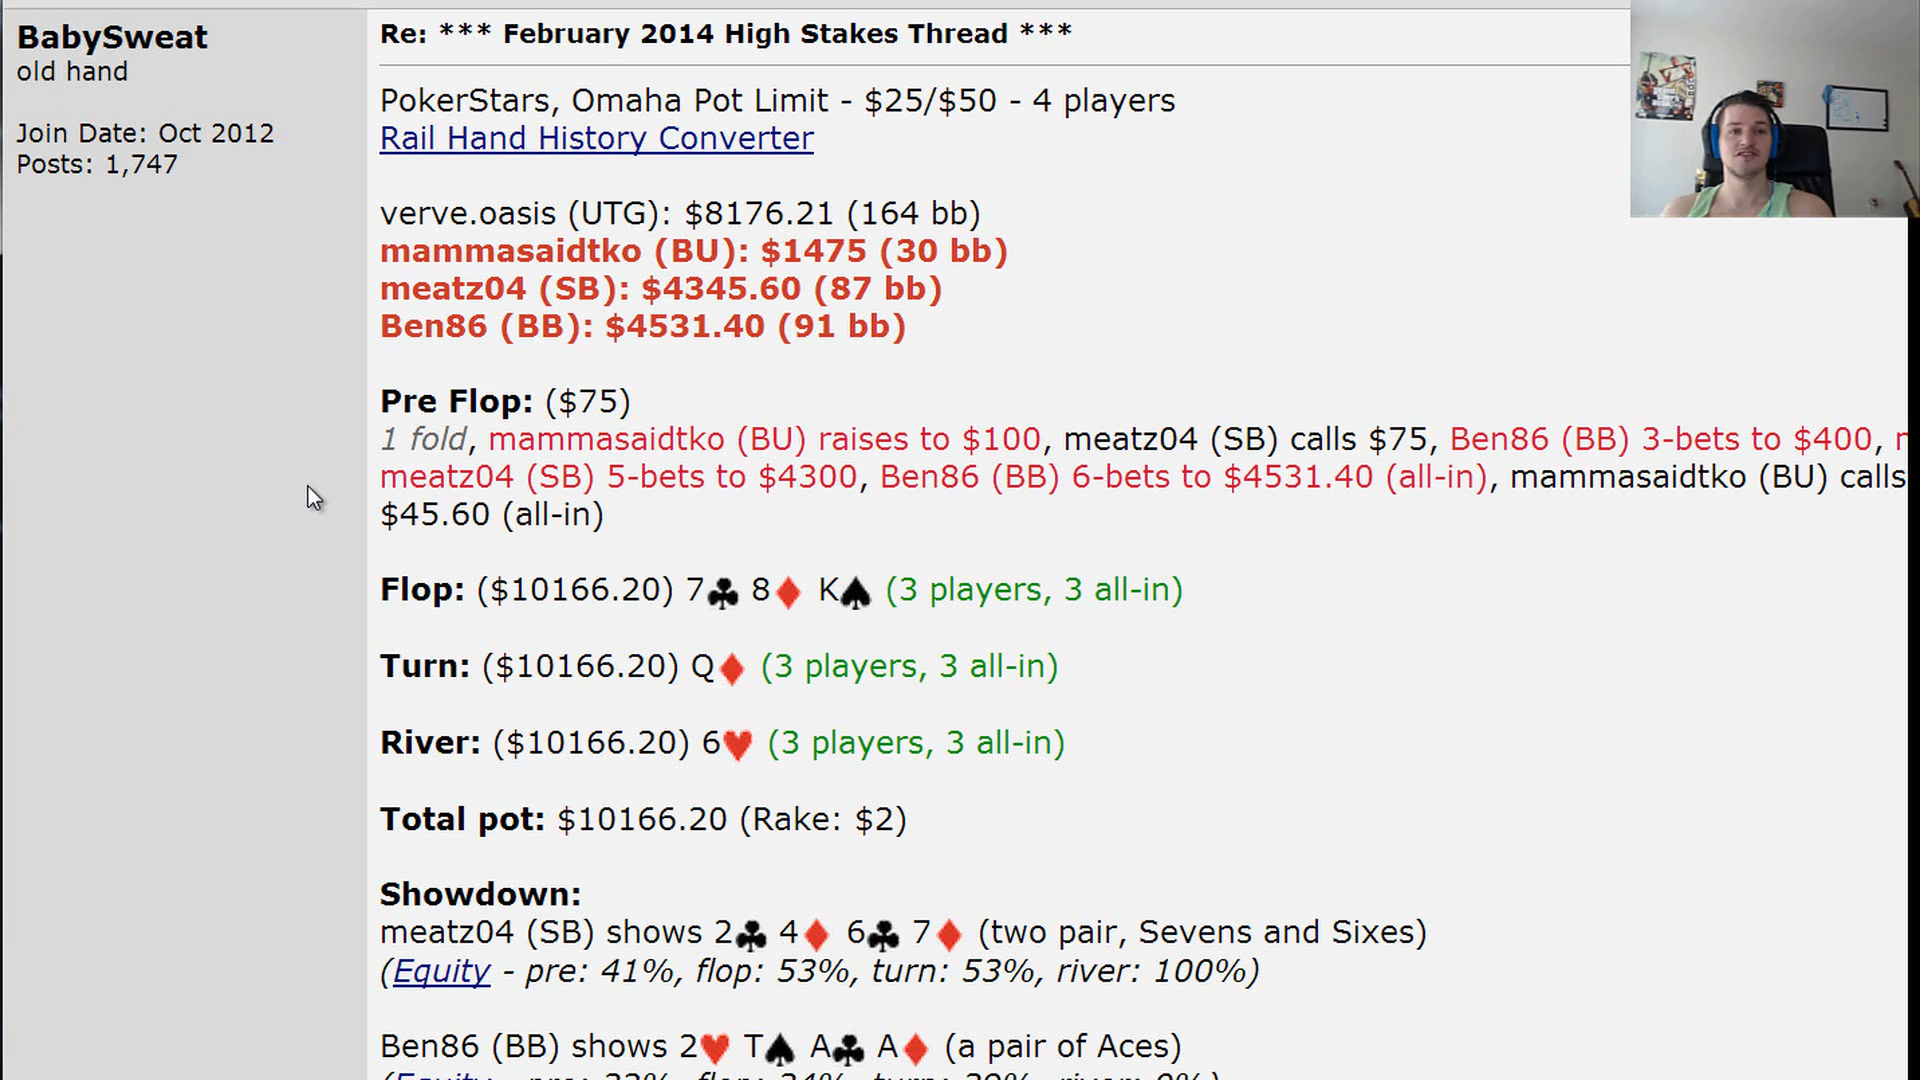 BabySweat
old hand
Join Date: Oct 2012
Posts: 1,747
Re: *** February 2014 High Stakes Thread ***
PokerStars, Omaha Pot Limit - $25/$50 - 4 players
Rail Hand History Converter
verve.oasis (UTG): $8176.21 (164 bb)
mammasaidtko (BU): $1475 (30 bb)
meatz04 (SB): $4345.60 (87 bb)
Ben86 (BB): $4531.40 (91 bb)
Pre Flop: ($75)
1 fold, mammasaidtko (BU) raises to $100, meatz04 (SB) calls $75, Ben86 (BB) 3-bets to $400,
meatz04 (SB) 5-bets to $4300, Ben86 (BB) 6-bets to $4531.40 (all-in), mammasaidtko (BU) calls
$45.60 (all-in)
Flop: ($10166.20) 7♣ 8♦ K♠ (3 players, 3 all-in)
Turn: ($10166.20) Q♦ (3 players, 3 all-in)
River: ($10166.20) 6♥ (3 players, 3 all-in)
Total pot: $10166.20 (Rake: $2)
Showdown:
meatz04 (SB) shows 2♣ 4♦ 6♣ 7♦ (two pair, Sevens and Sixes)
(Equity - pre: 41%, flop: 53%, turn: 53%, river: 100%)
Ben86 (BB) shows 2♥ T♠ A♣ A♦ (a pair of Aces)